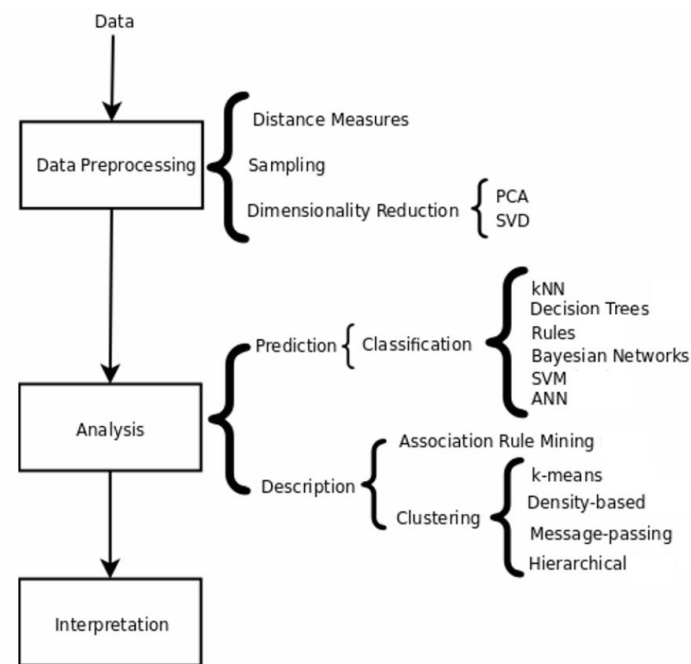 Data
Data Preprocessing
Distance Measures
Sampling
Dimensionality Reduction
PCA
SVD
Analysis
Prediction
Classification
kNN
Decision Trees
Rules
Bayesian Networks
SVM
ANN
Description
Association Rule Mining
Clustering
k-means
Density-based
Message-passing
Hierarchical
Interpretation